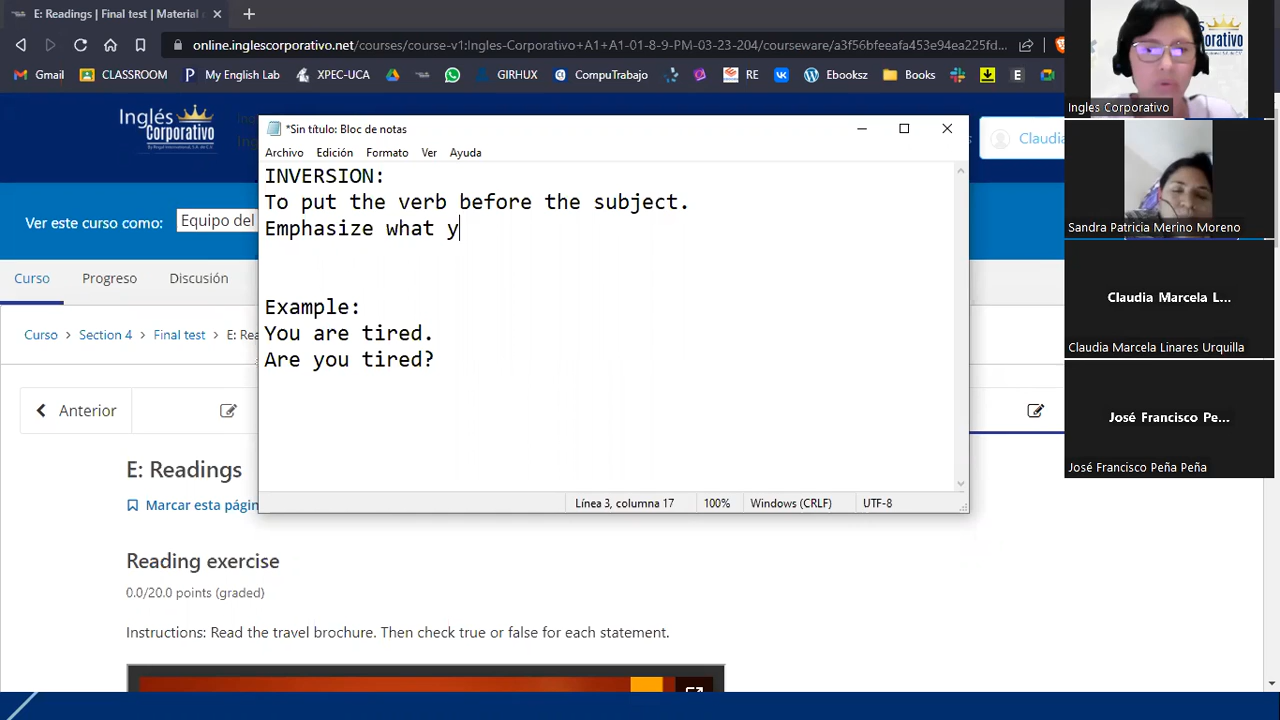 E: Readings | Final test | Material
online.inglescorporativo.net/courses/course-v1:Ingles-Corporativo+A1+A1-01-8-9-PM-03-23-204/courseware/a3f56bfeeafa453e94ea225fd...
Gmail CLASSROOM My English Lab XPEC-UCA GIRHUX CompuTrabajo RE Ebooksz Books
Inglés
Corporativo
Claudia
Ver este curso como: Equipo del
Curso Progreso Discusión
Curso > Section 4 > Final test > E: Rea
Anterior
E: Readings
Marcar esta págin
Reading exercise
0.0/20.0 points (graded)
Instructions: Read the travel brochure. Then check true or false for each statement.
*Sin título: Bloc de notas
Archivo Edición Formato Ver Ayuda
INVERSION:
To put the verb before the subject.
Emphasize what y
Example:
You are tired.
Are you tired?
Línea 3, columna 17 100% Windows (CRLF) UTF-8
Ingles Corporativo
Sandra Patricia Merino Moreno
Claudia Marcela L...
Claudia Marcela Linares Urquilla
José Francisco Pe...
José Francisco Peña Peña